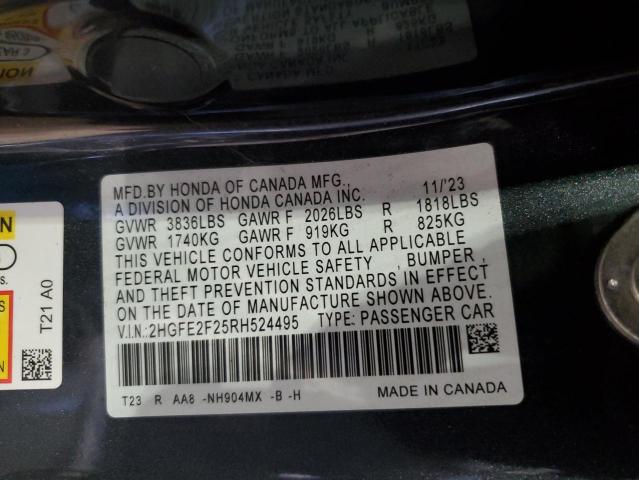 MFD.BY HONDA OF CANADA MFG., 11/'23
A DIVISION OF HONDA CANADA INC.
GVWR 3836LBS GAWR F 2026LBS R 1818LBS
GVWR 1740KG GAWR F 919KG R 825KG
THIS VEHICLE CONFORMS TO ALL APPLICABLE
FEDERAL MOTOR VEHICLE SAFETY , BUMPER ,
AND THEFT PREVENTION STANDARDS IN EFFECT
ON THE DATE OF MANUFACTURE SHOWN ABOVE.
V.I.N.:2HGFE2F25RH524495 TYPE: PASSENGER CAR
T23 R AA8 -NH904MX -B -H
MADE IN CANADA
T21 A0